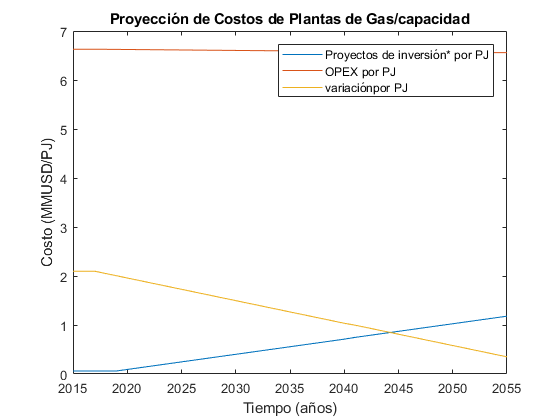 Proyección de Costos de Plantas de Gas/capacidad
7
6
5
4
3
2
1
0
Costo (MMUSD/PJ)
Proyectos de inversión* por PJ
OPEX por PJ
variaciónpor PJ
2015 2020 2025 2030 2035 2040 2045 2050 2055
Tiempo (años)